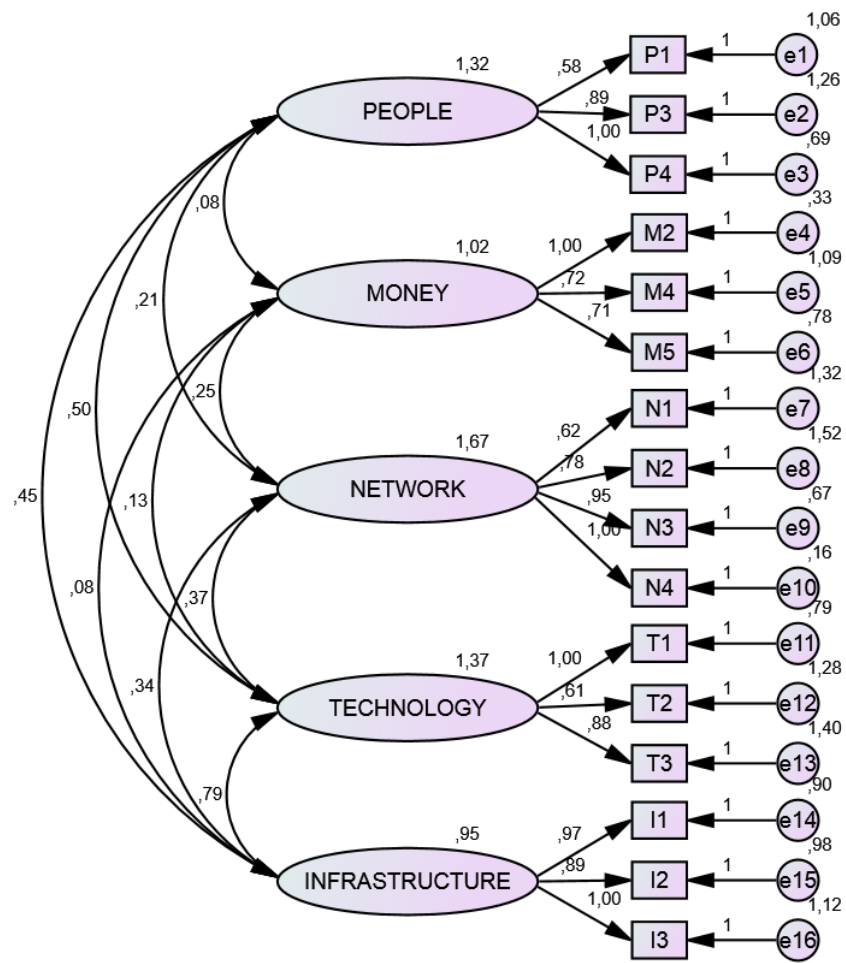 1,06
1,32 ,58 P1 1 e1
1,26
PEOPLE ,89 P3 1 e2
1,00 ,69
P4 1 e3
,08 ,33
1,02 1,00 M2 1 e4
1,09
MONEY ,72 M4 1 e5
,21 ,71 ,78
M5 1 e6
1,32
,25 N1 1 e7
,50 1,67 ,62 1,52
,78 N2 1 e8
NETWORK ,95 ,67
,45 ,13 1,00 N3 1 e9
,16
,08 ,37 N4 1 e10
,79
1,37 1,00 T1 1 e11
,34 1,28
TECHNOLOGY ,61 T2 1 e12
,88 1,40
T3 1 e13
,79 ,90
,95 ,97 I1 1 e14
,98
INFRASTRUCTURE ,89 I2 1 e15
1,00 1,12
I3 1 e16